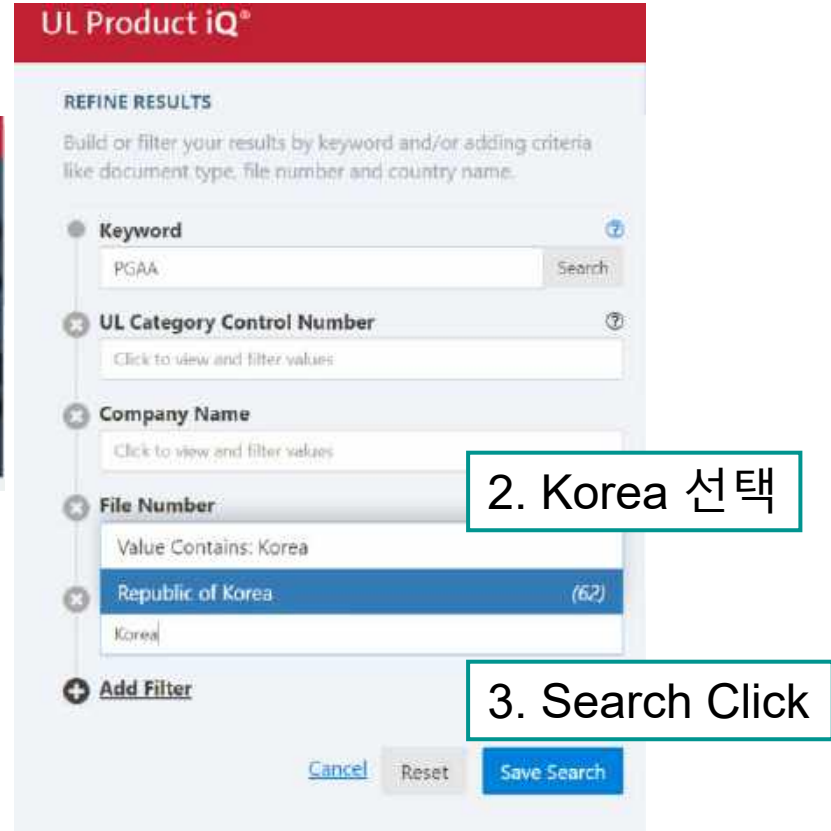 UL Product iQ®
REFINE RESULTS
Build or filter your results by keyword and/or adding criteria
like document type, file number and country name.
Keyword
PGAA
Search
UL Category Control Number
Click to view and filter values
Company Name
Click to view and filter values
2. Korea 선택
File Number
Value Contains: Korea
Republic of Korea (62)
Korea
Add Filter
3. Search Click
Cancel Reset Save Search